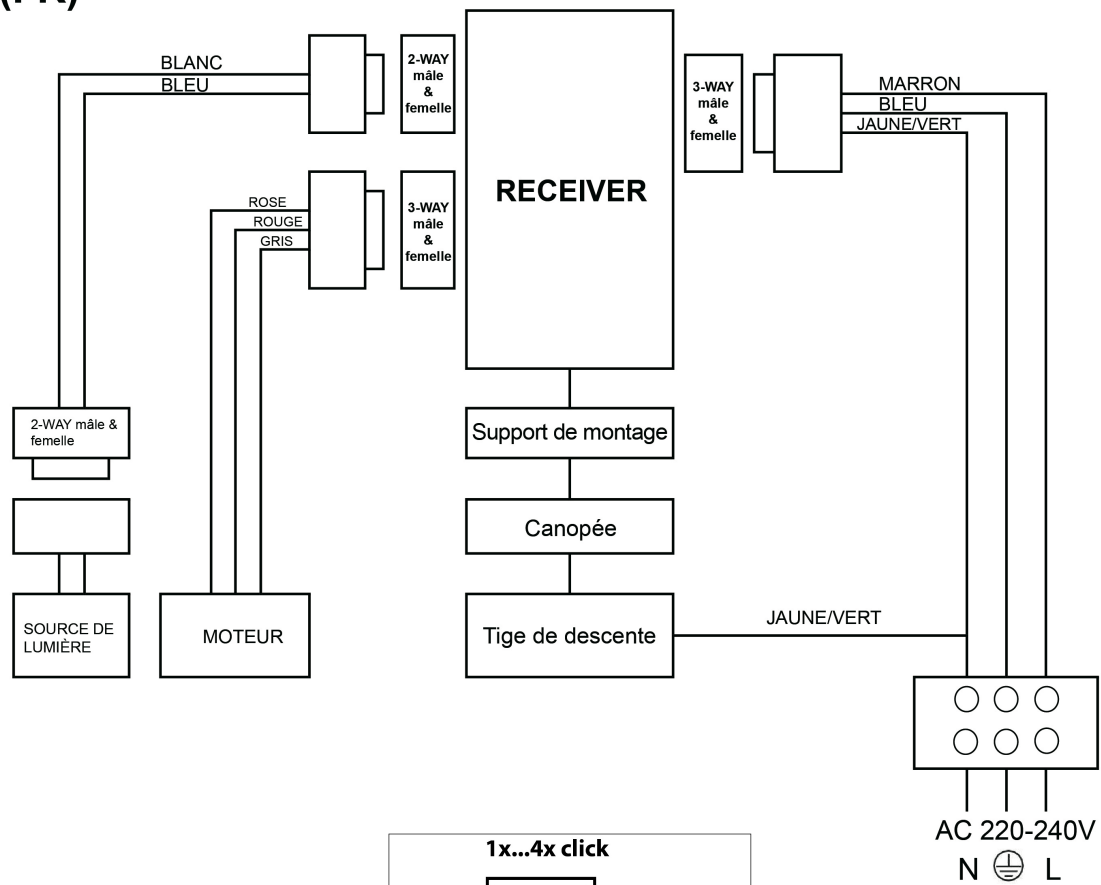 BLANC
BLEU
2-WAY
mâle
&
femelle
RECEIVER
3-WAY
mâle
&
femelle
MARRON
BLEU
JAUNE/VERT
ROSE
ROUGE
GRIS
3-WAY
mâle
&
femelle
2-WAY mâle &
femelle
Support de montage
Canopée
SOURCE DE
LUMIÈRE
MOTEUR
Tige de descente
JAUNE/VERT
AC 220-240V
N L
1x...4x click